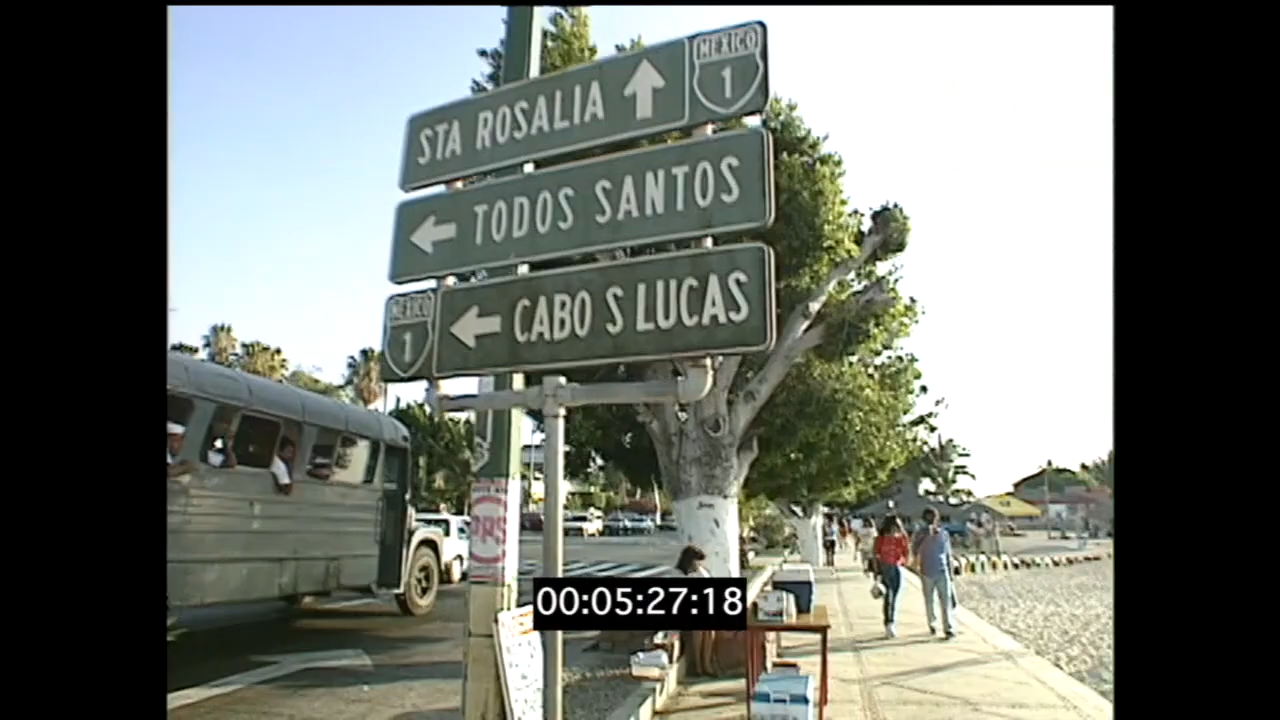 STA ROSALIA
MEXICO
1
TODOS SANTOS
MEXICO
1
CABO S LUCAS
00:05:27:18